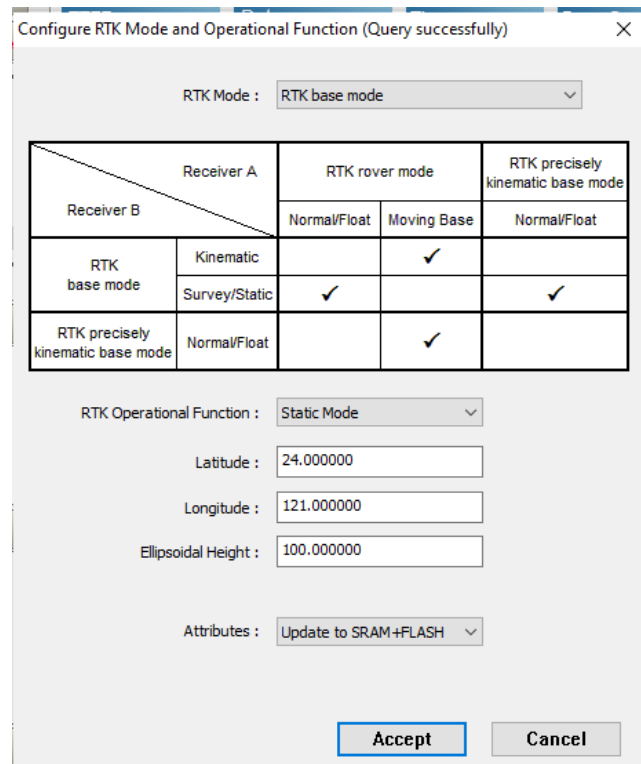 Configure RTK Mode and Operational Function (Query successfully)
RTK Mode : RTK base mode
Receiver A
Receiver B
RTK rover mode
RTK precisely
kinematic base mode
Normal/Float Moving Base Normal/Float
RTK
base mode
Kinematic ✓
Survey/Static ✓ ✓
RTK precisely
kinematic base mode
Normal/Float ✓
RTK Operational Function : Static Mode
Latitude : 24.000000
Longitude : 121.000000
Ellipsoidal Height : 100.000000
Attributes : Update to SRAM+FLASH
Accept Cancel